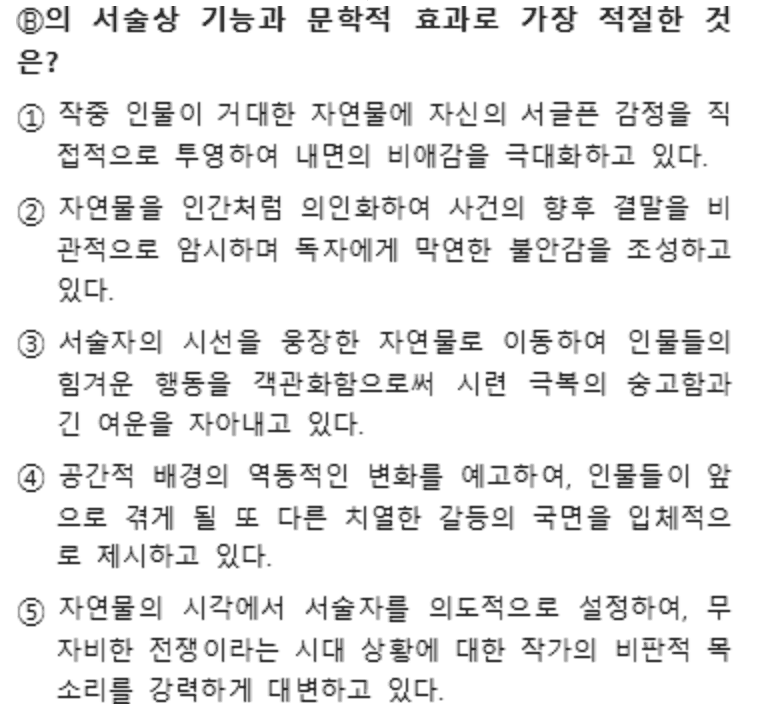 Ⓑ의 서술상 기능과 문학적 효과로 가장 적절한 것
은?
① 작중 인물이 거대한 자연물에 자신의 서글픈 감정을 직
접적으로 투영하여 내면의 비애감을 극대화하고 있다.
② 자연물을 인간처럼 의인화하여 사건의 향후 결말을 비
관적으로 암시하며 독자에게 막연한 불안감을 조성하고
있다.
③ 서술자의 시선을 웅장한 자연물로 이동하여 인물들의
힘겨운 행동을 객관화함으로써 시련 극복의 숭고함과
긴 여운을 자아내고 있다.
④ 공간적 배경의 역동적인 변화를 예고하여, 인물들이 앞
으로 겪게 될 또 다른 치열한 갈등의 국면을 입체적으
로 제시하고 있다.
⑤ 자연물의 시각에서 서술자를 의도적으로 설정하여, 무
자비한 전쟁이라는 시대 상황에 대한 작가의 비판적 목
소리를 강력하게 대변하고 있다.